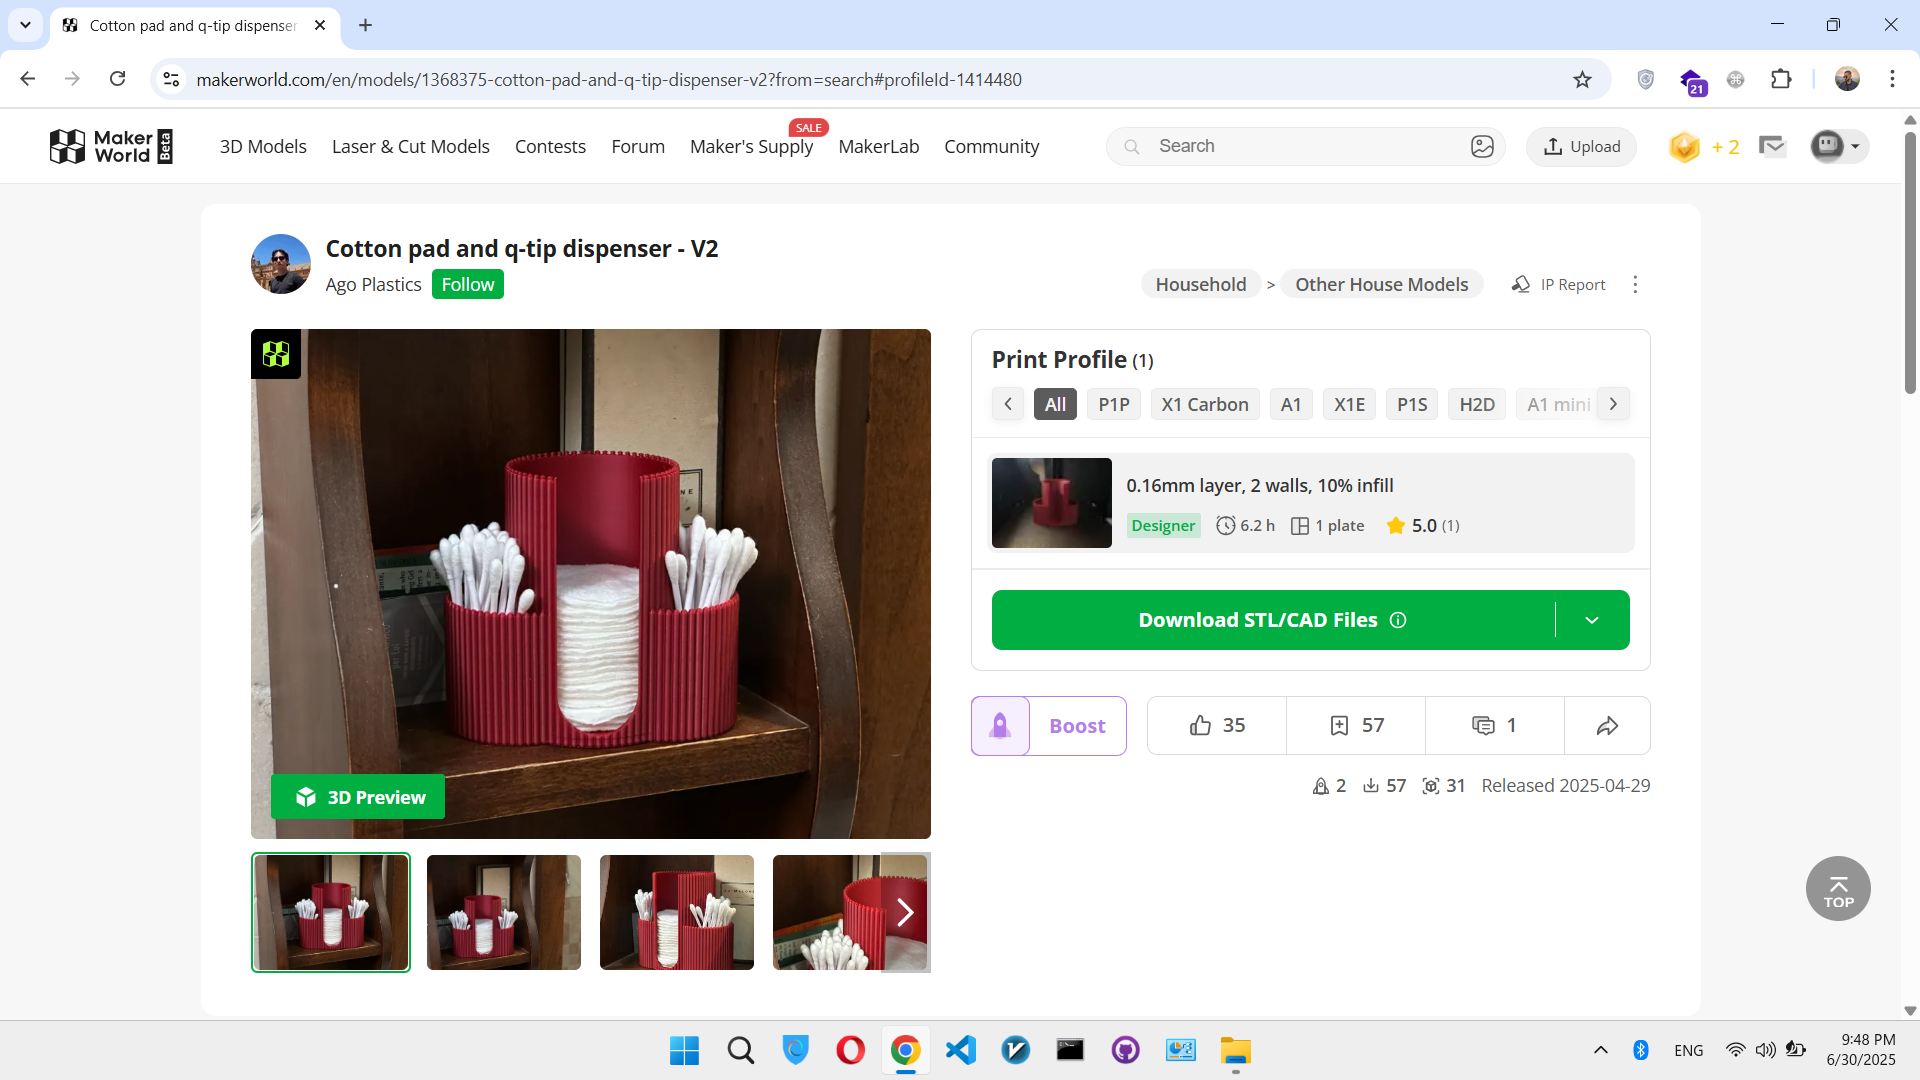 Cotton pad and q-tip dispenser
makerworld.com/en/models/1368375-cotton-pad-and-q-tip-dispenser-v2?from=search#profileId-1414480
21
Maker World Beta
3D Models
Laser & Cut Models
Contests
Forum
Maker's Supply
SALE
MakerLab
Community
Search
Upload
+ 2
Cotton pad and q-tip dispenser - V2
Ago Plastics
Follow
Household > Other House Models
IP Report
Print Profile (1)
All
P1P
X1 Carbon
A1
X1E
P1S
H2D
A1 mini
0.16mm layer, 2 walls, 10% infill
Designer
6.2 h
1 plate
5.0 (1)
Download STL/CAD Files
Boost
35
57
1
2
57
31
Released 2025-04-29
3D Preview
TOP
ENG
9:48 PM
6/30/2025